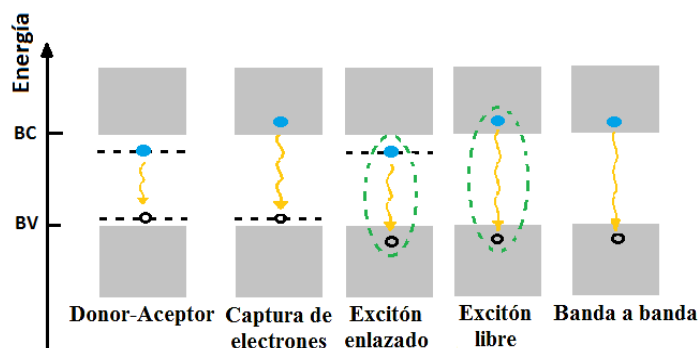 Energía
BC
BV
Donor-Aceptor
Captura de
electrones
Excitón
enlazado
Excitón
libre
Banda a banda